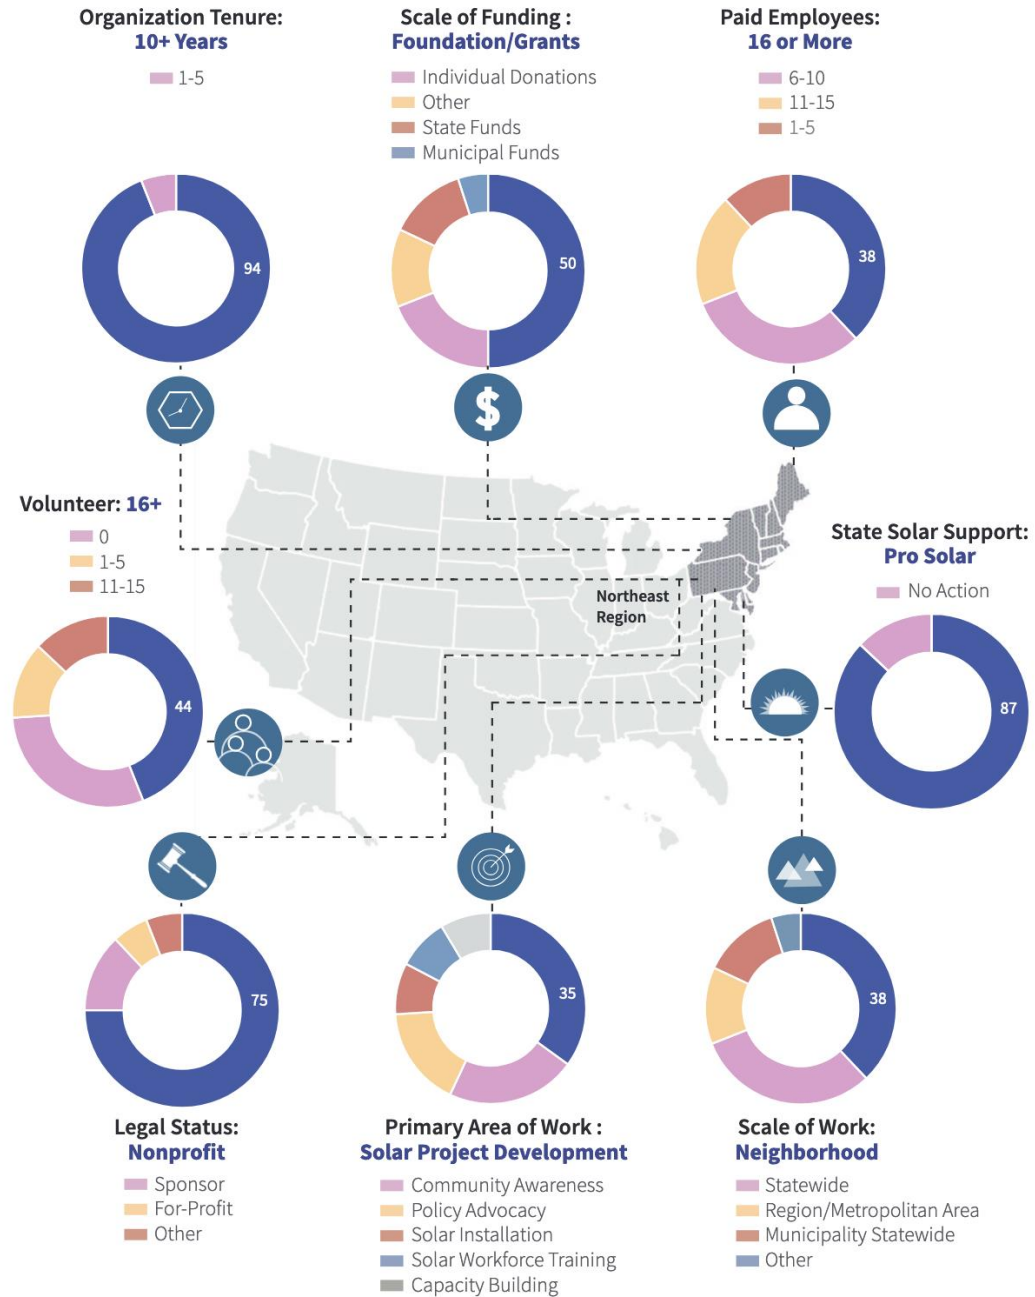 Organization Tenure:
10+ Years
1-5
94
Scale of Funding :
Foundation/Grants
Individual Donations
Other
State Funds
Municipal Funds
50
$
Paid Employees:
16 or More
6-10
11-15
1-5
38
Volunteer: 16+
0
1-5
11-15
44
Northeast
Region
State Solar Support:
Pro Solar
No Action
87
75
Legal Status:
Nonprofit
Sponsor
For-Profit
Other
35
Primary Area of Work :
Solar Project Development
Community Awareness
Policy Advocacy
Solar Installation
Solar Workforce Training
Capacity Building
38
Scale of Work:
Neighborhood
Statewide
Region/Metropolitan Area
Municipality Statewide
Other